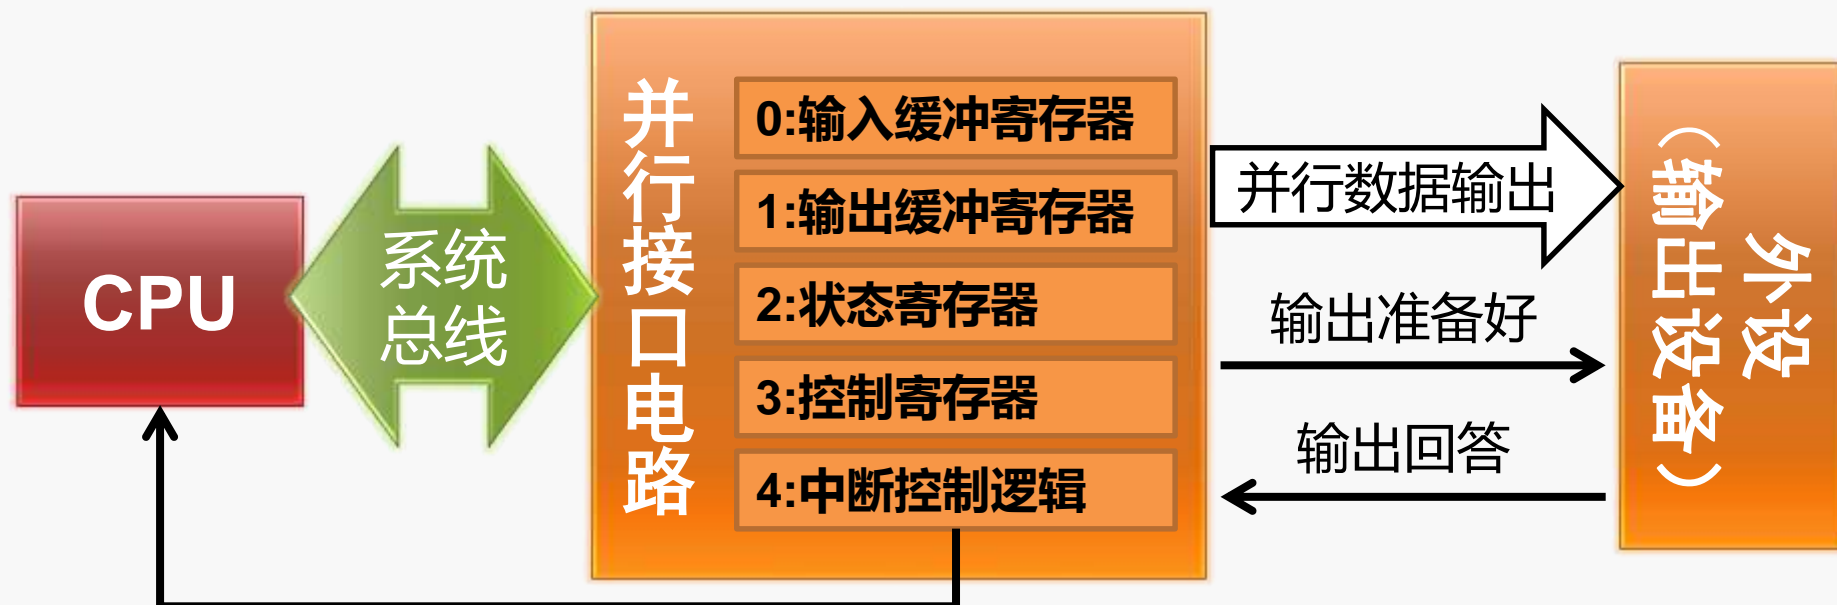 CPU
系统
总线
并行接口电路
0:输入缓冲寄存器
1:输出缓冲寄存器
2:状态寄存器
3:控制寄存器
4:中断控制逻辑
并行数据输出
输出准备好
输出回答
外设
（输出设备）